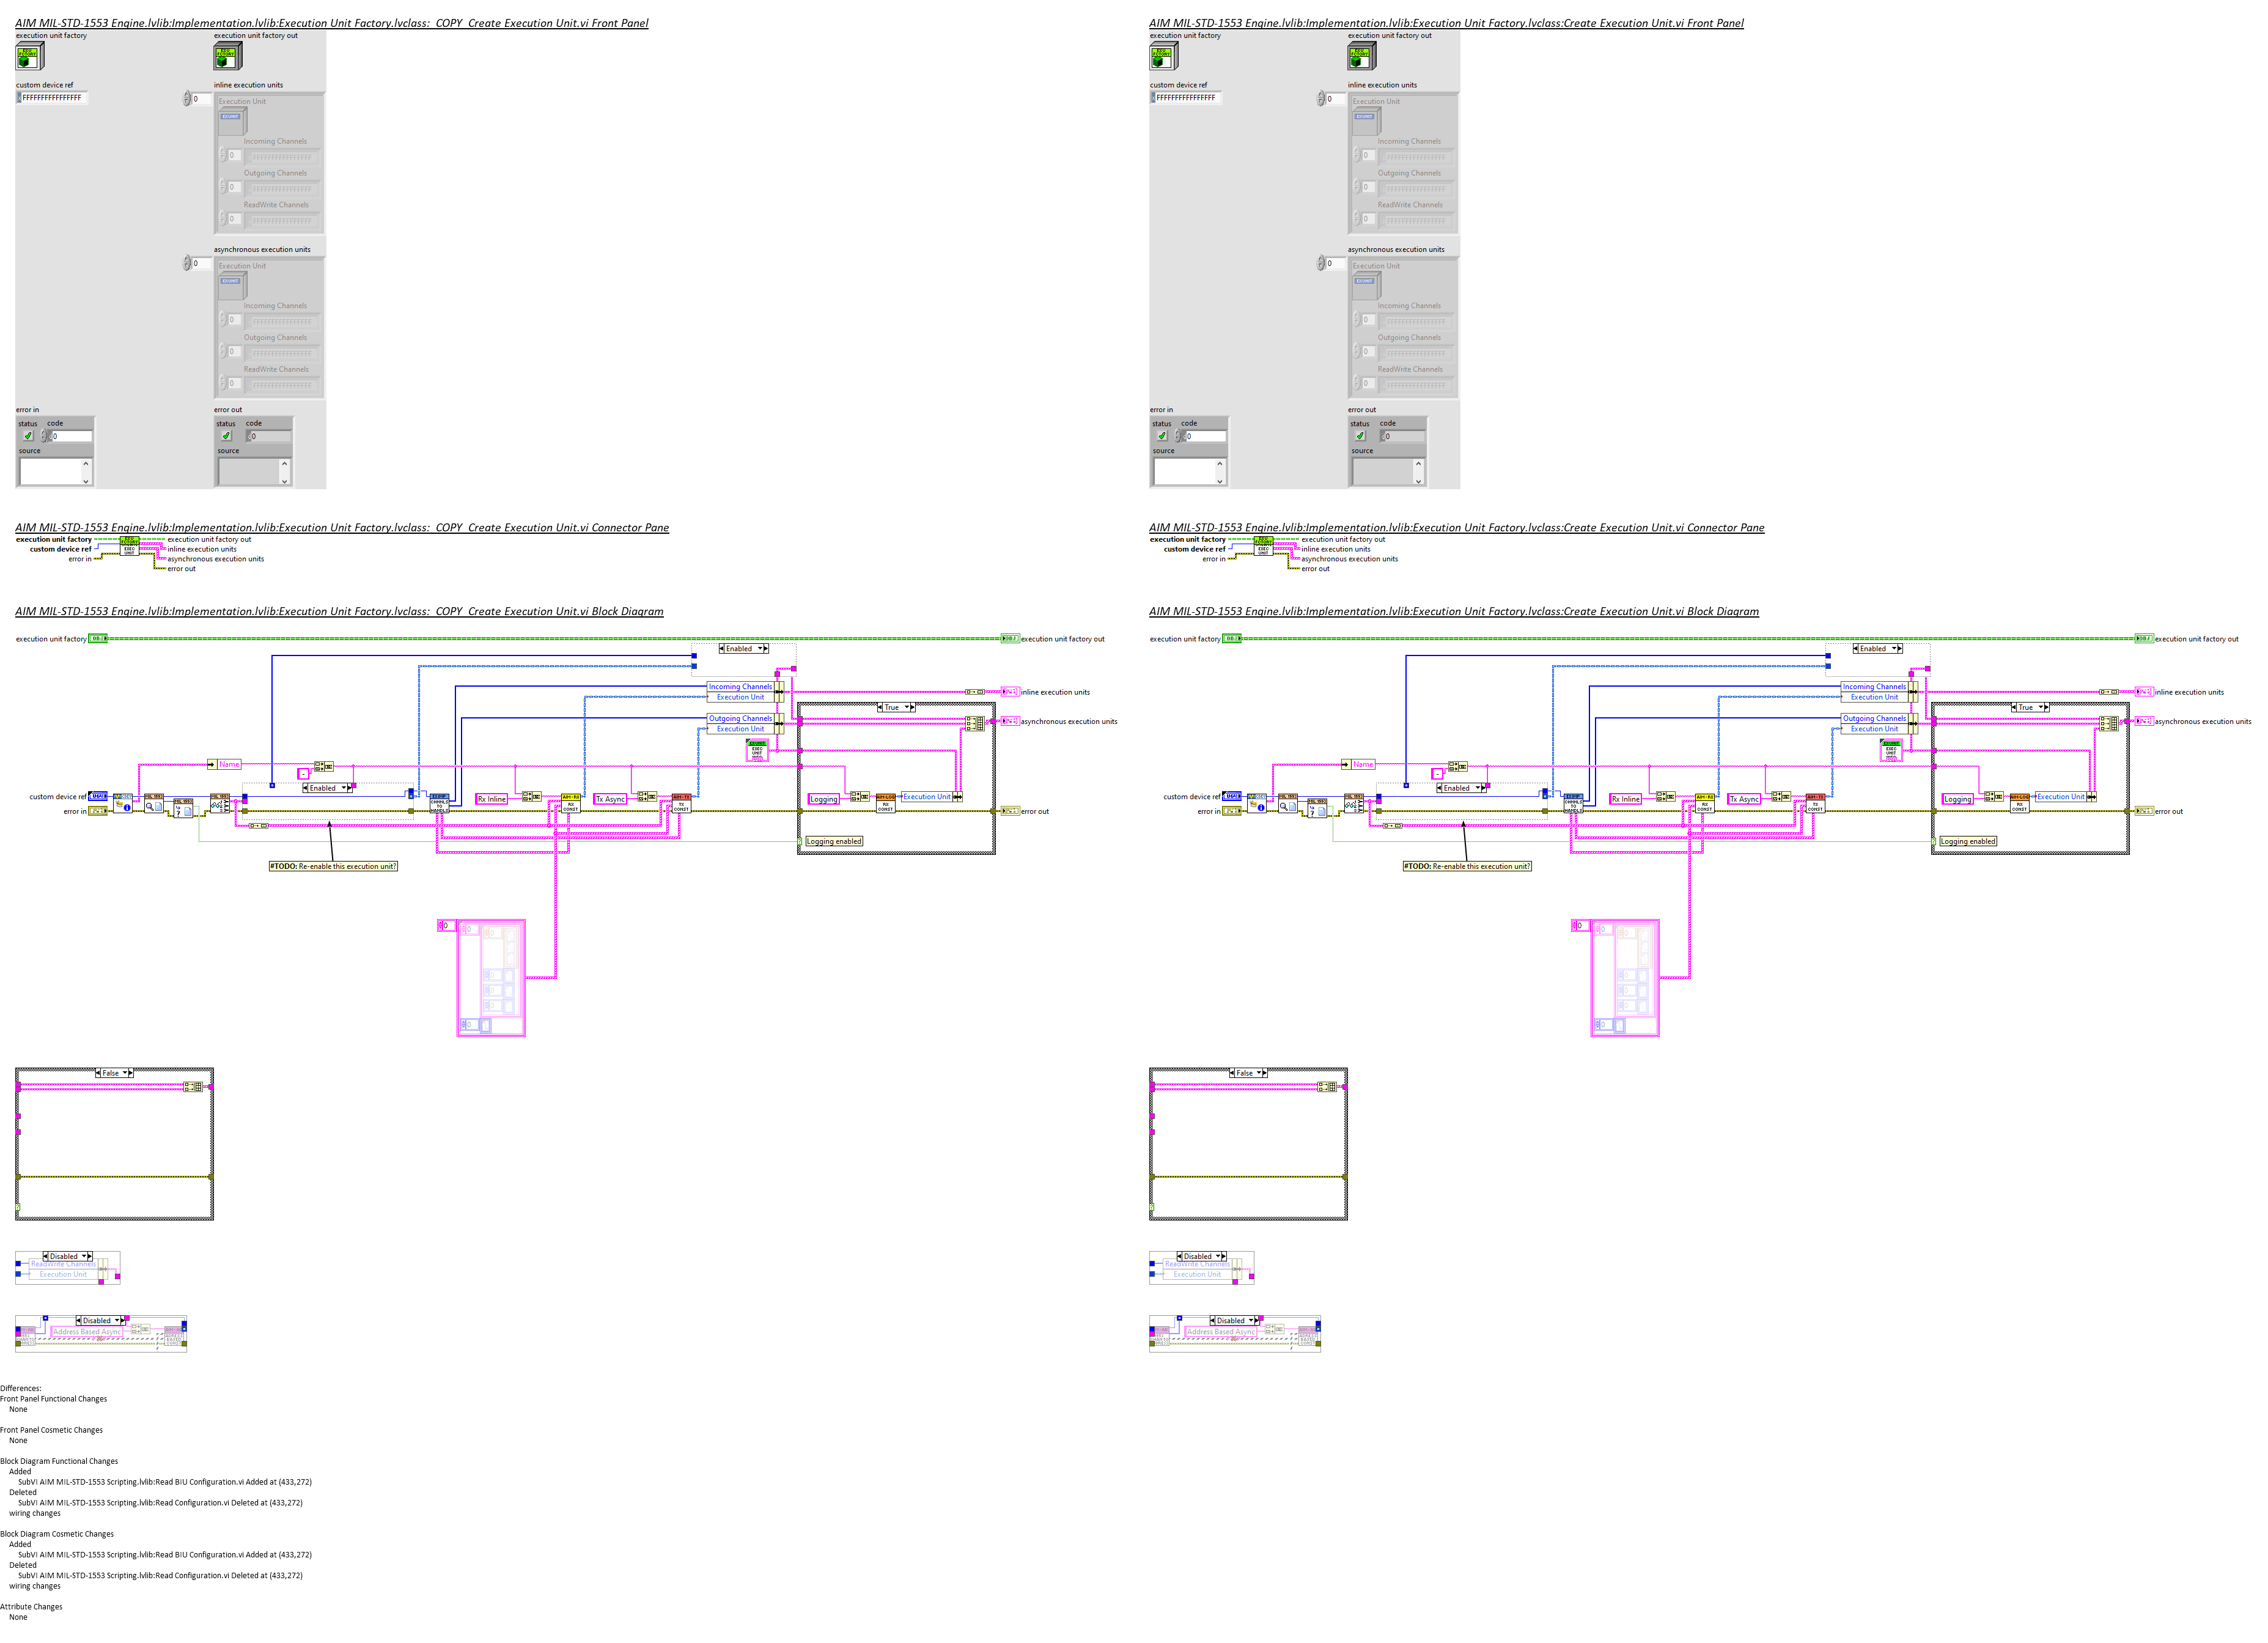 AIM MIL-STD-1553 Engine.lvlib:Implementation.lvlib:Execution Unit Factory.lvclass:_COPY_Create Execution Unit.vi Front Panel
execution unit factory
execution unit factory out
custom device ref
FFFFFFFFFFFFFFFF
inline execution units
0
Execution Unit
Incoming Channels
0
FFFFFFFFFFFFFFFF
Outgoing Channels
0
FFFFFFFFFFFFFFFF
ReadWrite Channels
0
FFFFFFFFFFFFFFFF
asynchronous execution units
0
Execution Unit
Incoming Channels
0
FFFFFFFFFFFFFFFF
Outgoing Channels
0
FFFFFFFFFFFFFFFF
ReadWrite Channels
0
FFFFFFFFFFFFFFFF
error in
status code
0
source
error out
status code
0
source
AIM MIL-STD-1553 Engine.lvlib:Implementation.lvlib:Execution Unit Factory.lvclass:Create Execution Unit.vi Front Panel
execution unit factory
execution unit factory out
custom device ref
FFFFFFFFFFFFFFFF
inline execution units
0
Execution Unit
Incoming Channels
0
FFFFFFFFFFFFFFFF
Outgoing Channels
0
FFFFFFFFFFFFFFFF
ReadWrite Channels
0
FFFFFFFFFFFFFFFF
asynchronous execution units
0
Execution Unit
Incoming Channels
0
FFFFFFFFFFFFFFFF
Outgoing Channels
0
FFFFFFFFFFFFFFFF
ReadWrite Channels
0
FFFFFFFFFFFFFFFF
error in
status code
0
source
error out
status code
0
source
AIM MIL-STD-1553 Engine.lvlib:Implementation.lvlib:Execution Unit Factory.lvclass:_COPY_Create Execution Unit.vi Connector Pane
execution unit factory
custom device ref
error in
execution unit factory out
inline execution units
asynchronous execution units
error out
AIM MIL-STD-1553 Engine.lvlib:Implementation.lvlib:Execution Unit Factory.lvclass:Create Execution Unit.vi Connector Pane
execution unit factory
custom device ref
error in
execution unit factory out
inline execution units
asynchronous execution units
error out
AIM MIL-STD-1553 Engine.lvlib:Implementation.lvlib:Execution Unit Factory.lvclass:_COPY_Create Execution Unit.vi Block Diagram
execution unit factory
execution unit factory out
Enabled
Incoming Channels
Execution Unit
inline execution units
True
Outgoing Channels
Execution Unit
asynchronous execution units
Name
-
Enabled
custom device ref
Rx Inline
Tx Async
Logging
Execution Unit
error in
error out
Logging enabled
#TODO: Re-enable this execution unit?
0
False
Disabled
ReadWrite Channels
Execution Unit
Disabled
Address Based Async
AIM MIL-STD-1553 Engine.lvlib:Implementation.lvlib:Execution Unit Factory.lvclass:Create Execution Unit.vi Block Diagram
execution unit factory
execution unit factory out
Enabled
Incoming Channels
Execution Unit
inline execution units
True
Outgoing Channels
Execution Unit
asynchronous execution units
Name
-
Enabled
custom device ref
Rx Inline
Tx Async
Logging
Execution Unit
error in
error out
Logging enabled
#TODO: Re-enable this execution unit?
0
False
Disabled
ReadWrite Channels
Execution Unit
Disabled
Address Based Async
Differences:
Front Panel Functional Changes
None
Front Panel Cosmetic Changes
None
Block Diagram Functional Changes
Added
SubVI AIM MIL-STD-1553 Scripting.lvlib:Read BIU Configuration.vi Added at (433,272)
Deleted
SubVI AIM MIL-STD-1553 Scripting.lvlib:Read Configuration.vi Deleted at (433,272)
wiring changes
Block Diagram Cosmetic Changes
Added
SubVI AIM MIL-STD-1553 Scripting.lvlib:Read BIU Configuration.vi Added at (433,272)
Deleted
SubVI AIM MIL-STD-1553 Scripting.lvlib:Read Configuration.vi Deleted at (433,272)
wiring changes
Attribute Changes
None